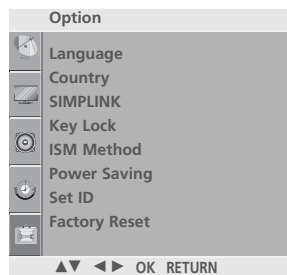 Option
Language
Country
SIMPLINK
Key Lock
ISM Method
Power Saving
Set ID
Factory Reset
▲▼ ◄► OK RETURN